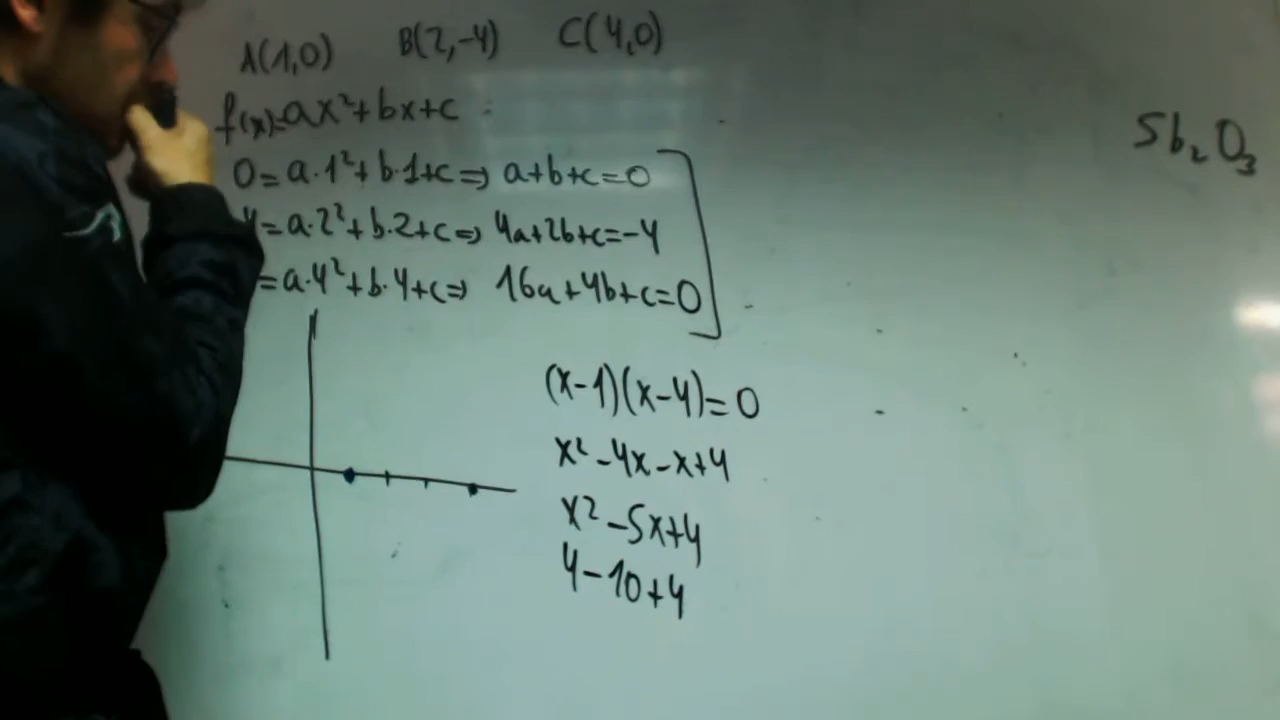 A(1,0) B(2,-4) C(4,0)
f(x)=ax²+bx+c
0=a·1²+b·1+c⇒ a+b+c=0
4=a·2²+b·2+c⇒ 4a+2b+c=-4
=a·4²+b·4+c⇒ 16a+4b+c=0
(x-1)(x-4)=0
x²-4x-x+4
x²-5x+4
4-10+4
Sb₂O₃